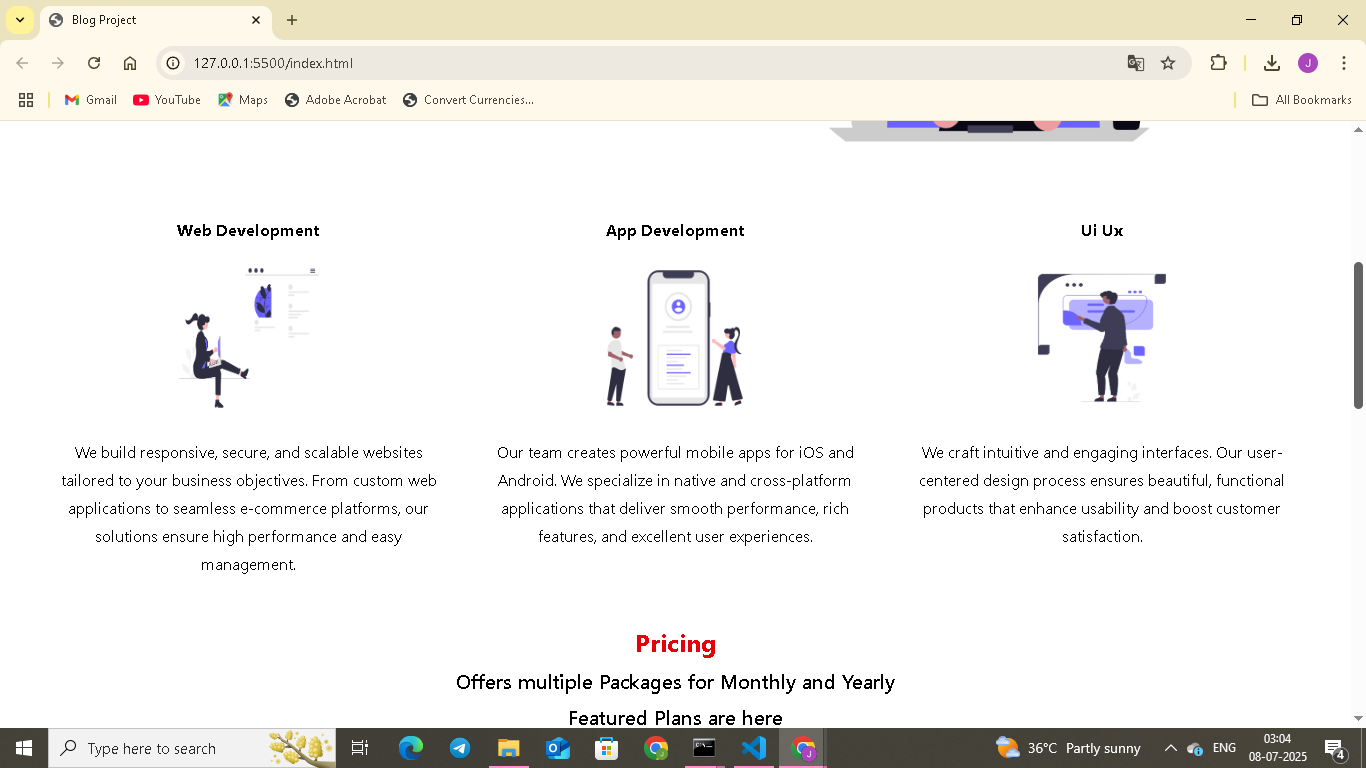 Blog Project
127.0.0.1:5500/index.html
J
Gmail
YouTube
Maps
Adobe Acrobat
Convert Currencies...
All Bookmarks
Web Development
App Development
Ui Ux
We build responsive, secure, and scalable websites
tailored to your business objectives. From custom web
applications to seamless e-commerce platforms, our
solutions ensure high performance and easy
management.
Our team creates powerful mobile apps for iOS and
Android. We specialize in native and cross-platform
applications that deliver smooth performance, rich
features, and excellent user experiences.
We craft intuitive and engaging interfaces. Our user-
centered design process ensures beautiful, functional
products that enhance usability and boost customer
satisfaction.
Pricing
Offers multiple Packages for Monthly and Yearly
Featured Plans are here
Type here to search
36°C Partly sunny
ENG
03:04
08-07-2025
4